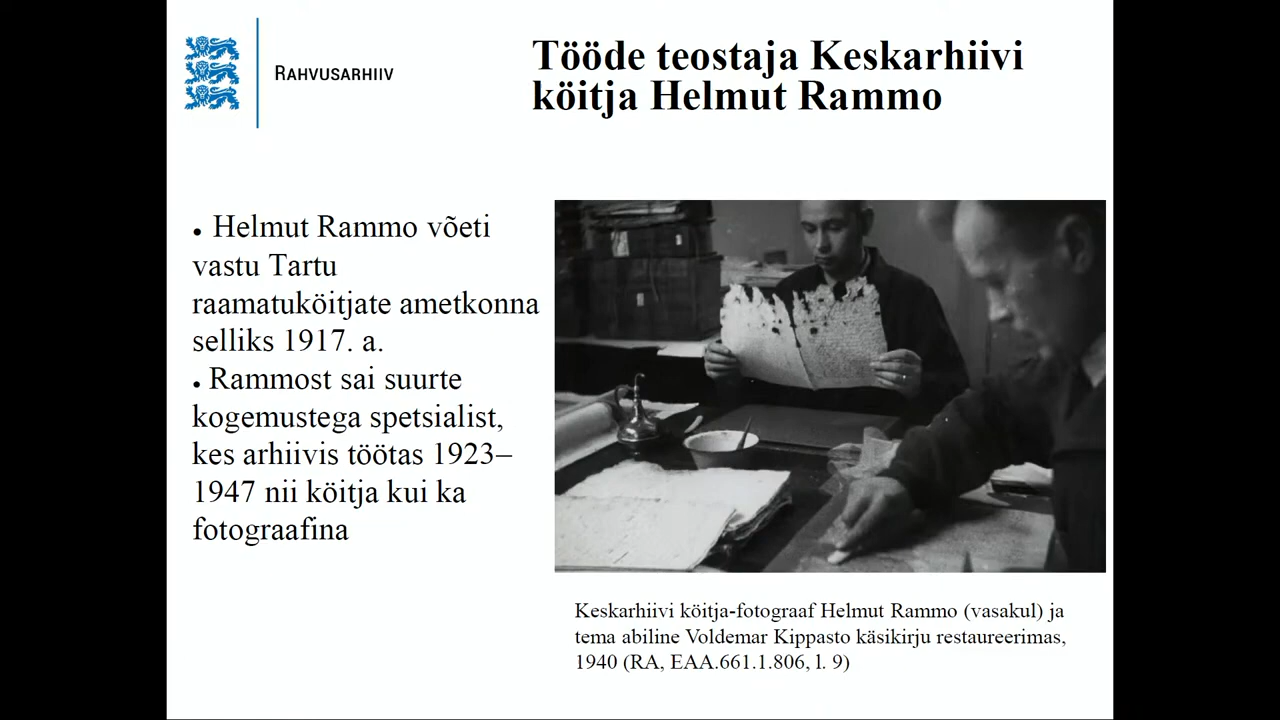 RAHVUSARHIIV
Tööde teostaja Keskarhiivi
köitja Helmut Rammo
• Helmut Rammo võeti
vastu Tartu
raamatuköitjate ametkonna
selliks 1917. a.
• Rammost sai suurte
kogemustega spetsialist,
kes arhiivis töötas 1923–
1947 nii köitja kui ka
fotograafina
Keskarhiivi köitja-fotograaf Helmut Rammo (vasakul) ja
tema abiline Voldemar Kippasto käsikirju restaureerimas,
1940 (RA, EAA.661.1.806, l. 9)